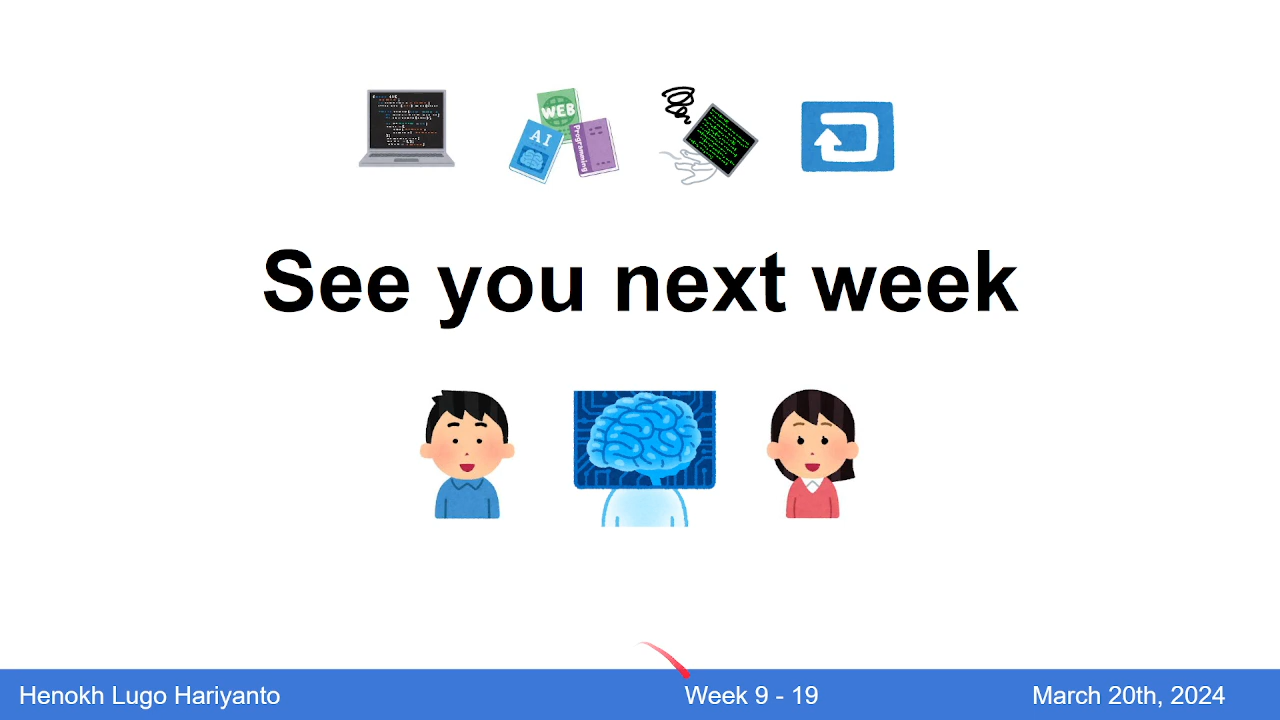 WEB
AI
Programming
See you next week
Henokh Lugo Hariyanto
Week 9 - 19
March 20th, 2024